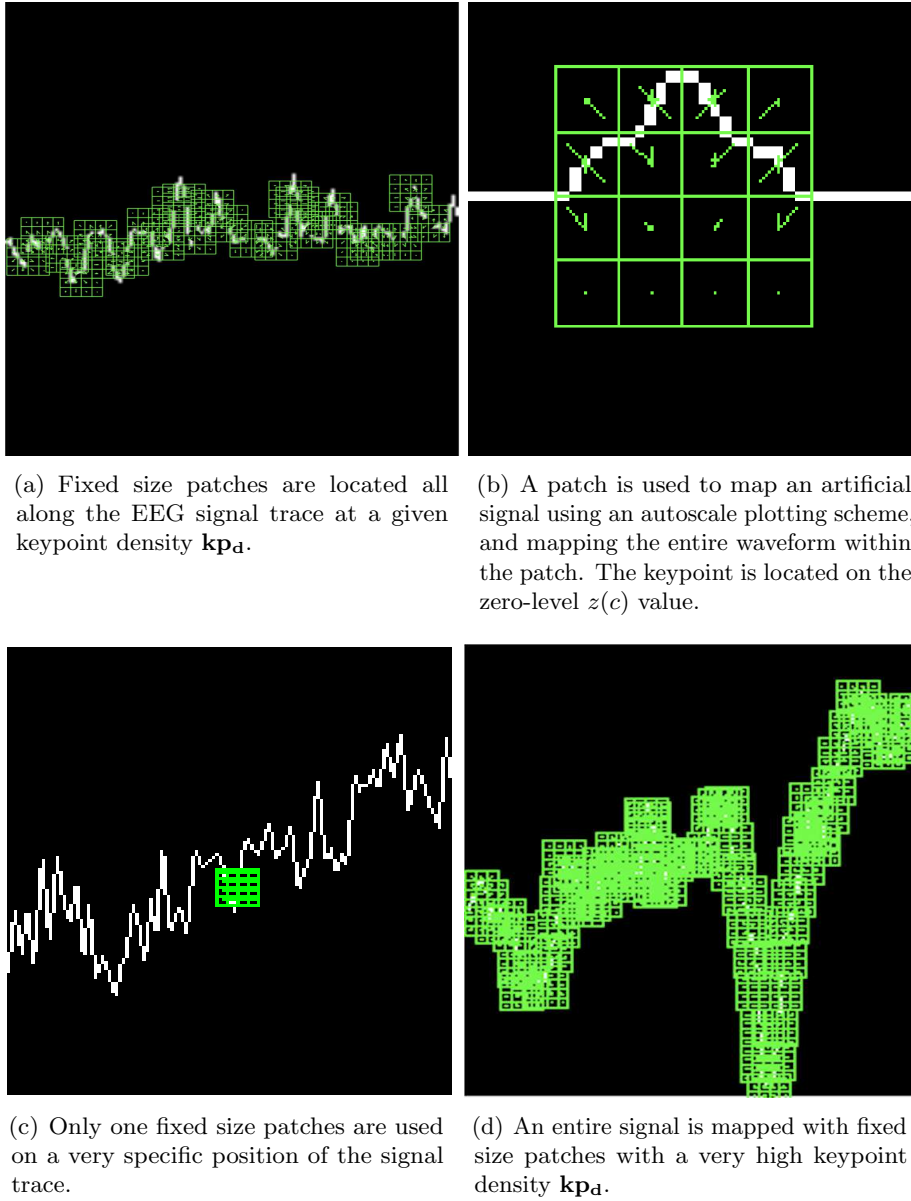 (a) Fixed size patches are located all
along the EEG signal trace at a given
keypoint density kp_d.
(b) A patch is used to map an artificial
signal using an autoscale plotting scheme,
and mapping the entire waveform within
the patch. The keypoint is located on the
zero-level z(c) value.
(c) Only one fixed size patches are used
on a very specific position of the signal
trace.
(d) An entire signal is mapped with fixed
size patches with a very high keypoint
density kp_d.